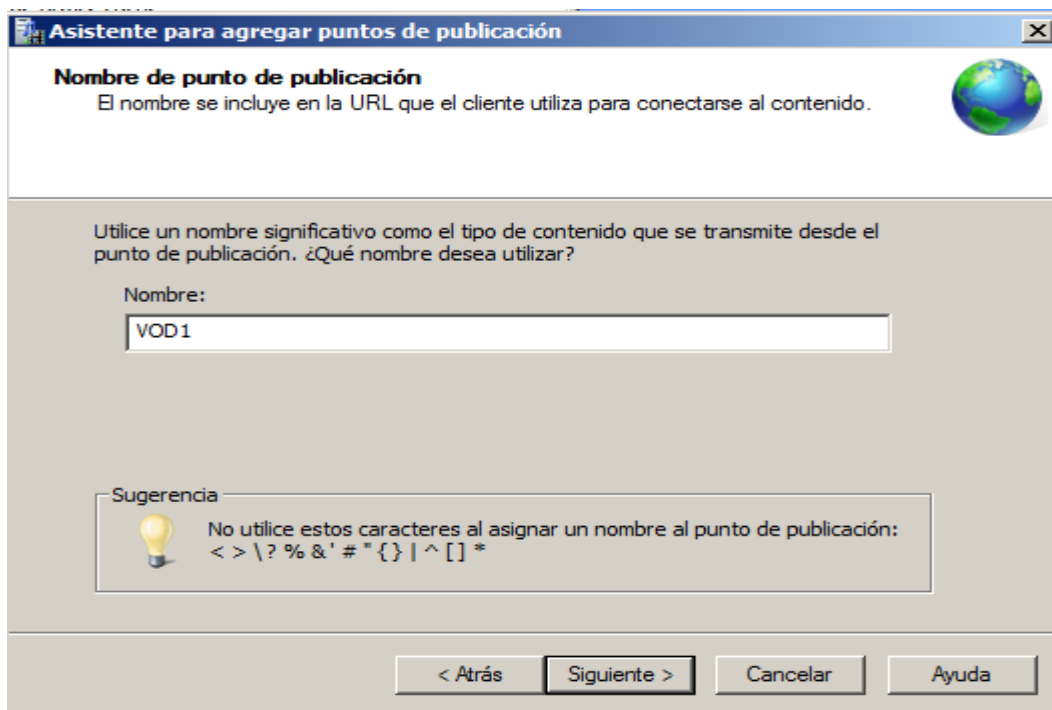 Asistente para agregar puntos de publicación
Nombre de punto de publicación
El nombre se incluye en la URL que el cliente utiliza para conectarse al contenido.
Utilice un nombre significativo como el tipo de contenido que se transmite desde el
punto de publicación. ¿Qué nombre desea utilizar?
Nombre:
VOD1
Sugerencia
No utilice estos caracteres al asignar un nombre al punto de publicación:
< > \ ? % & ' # " { } | ^ [ ] *
< Atrás
Siguiente >
Cancelar
Ayuda